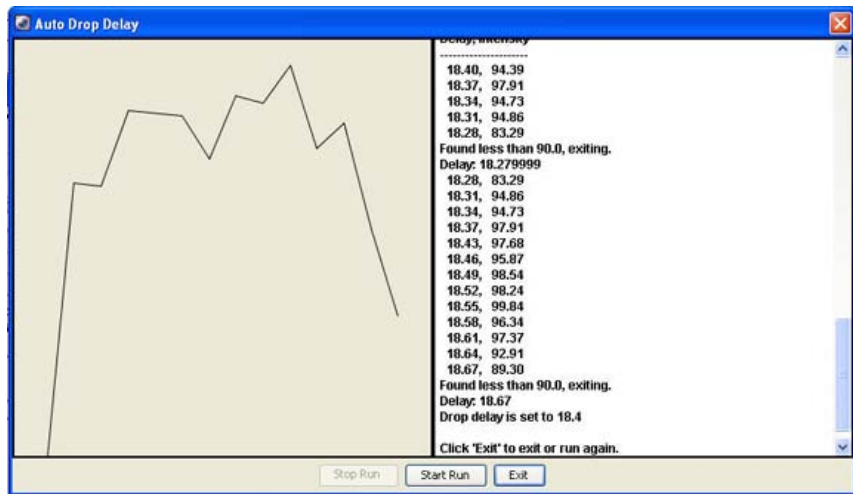 Auto Drop Delay
Delay, Intensity
----------------------
18.40, 94.39
18.37, 97.91
18.34, 94.73
18.31, 94.86
18.28, 83.29
Found less than 90.0, exiting.
Delay: 18.279999
18.28, 83.29
18.31, 94.86
18.34, 94.73
18.37, 97.91
18.43, 97.68
18.46, 95.87
18.49, 98.54
18.52, 98.24
18.55, 99.84
18.58, 96.34
18.61, 97.37
18.64, 92.91
18.67, 89.30
Found less than 90.0, exiting.
Delay: 18.67
Drop delay is set to 18.4
Click 'Exit' to exit or run again.
Stop Run Start Run Exit